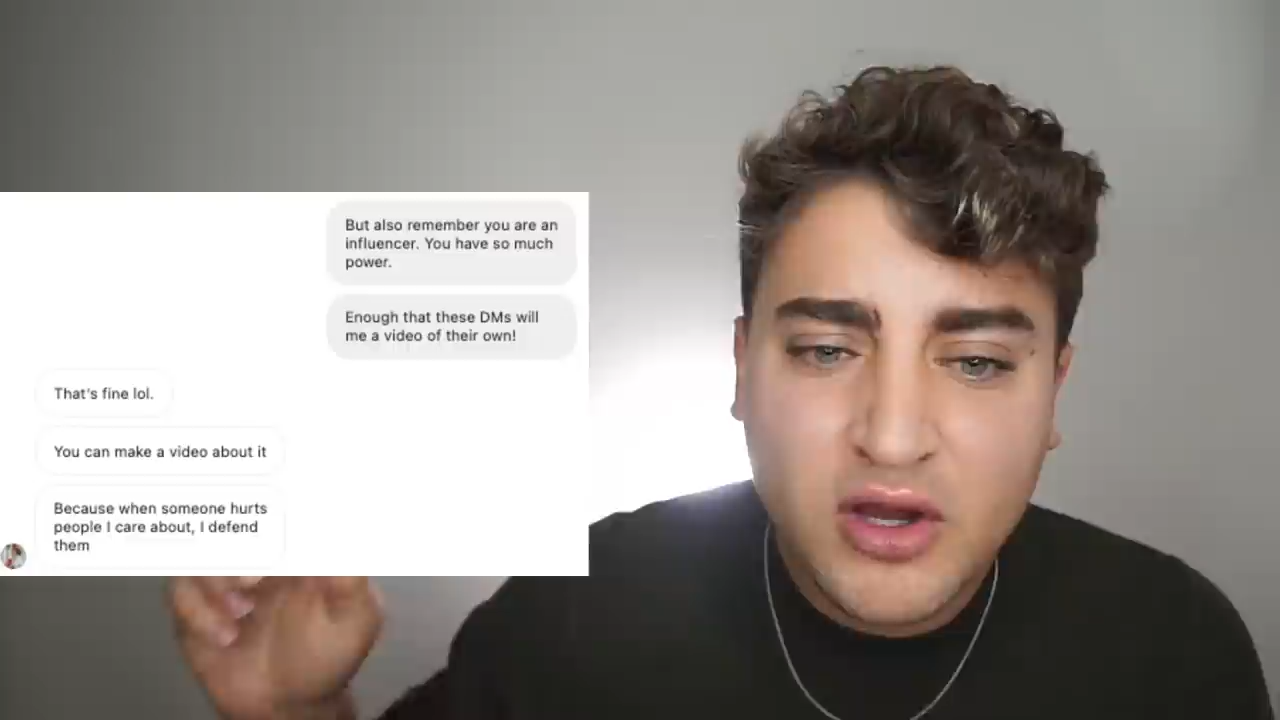 But also remember you are an
influencer. You have so much
power.
Enough that these DMs will
me a video of their own!
That's fine lol.
You can make a video about it
Because when someone hurts
people I care about, I defend
them